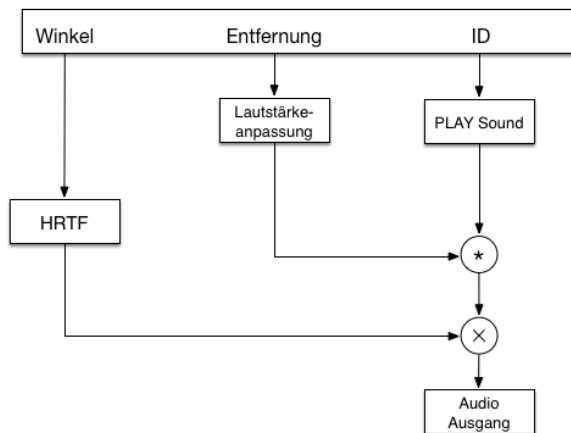 Winkel Entfernung ID
Lautstärke-
anpassung
PLAY Sound
HRTF
*
×
Audio
Ausgang